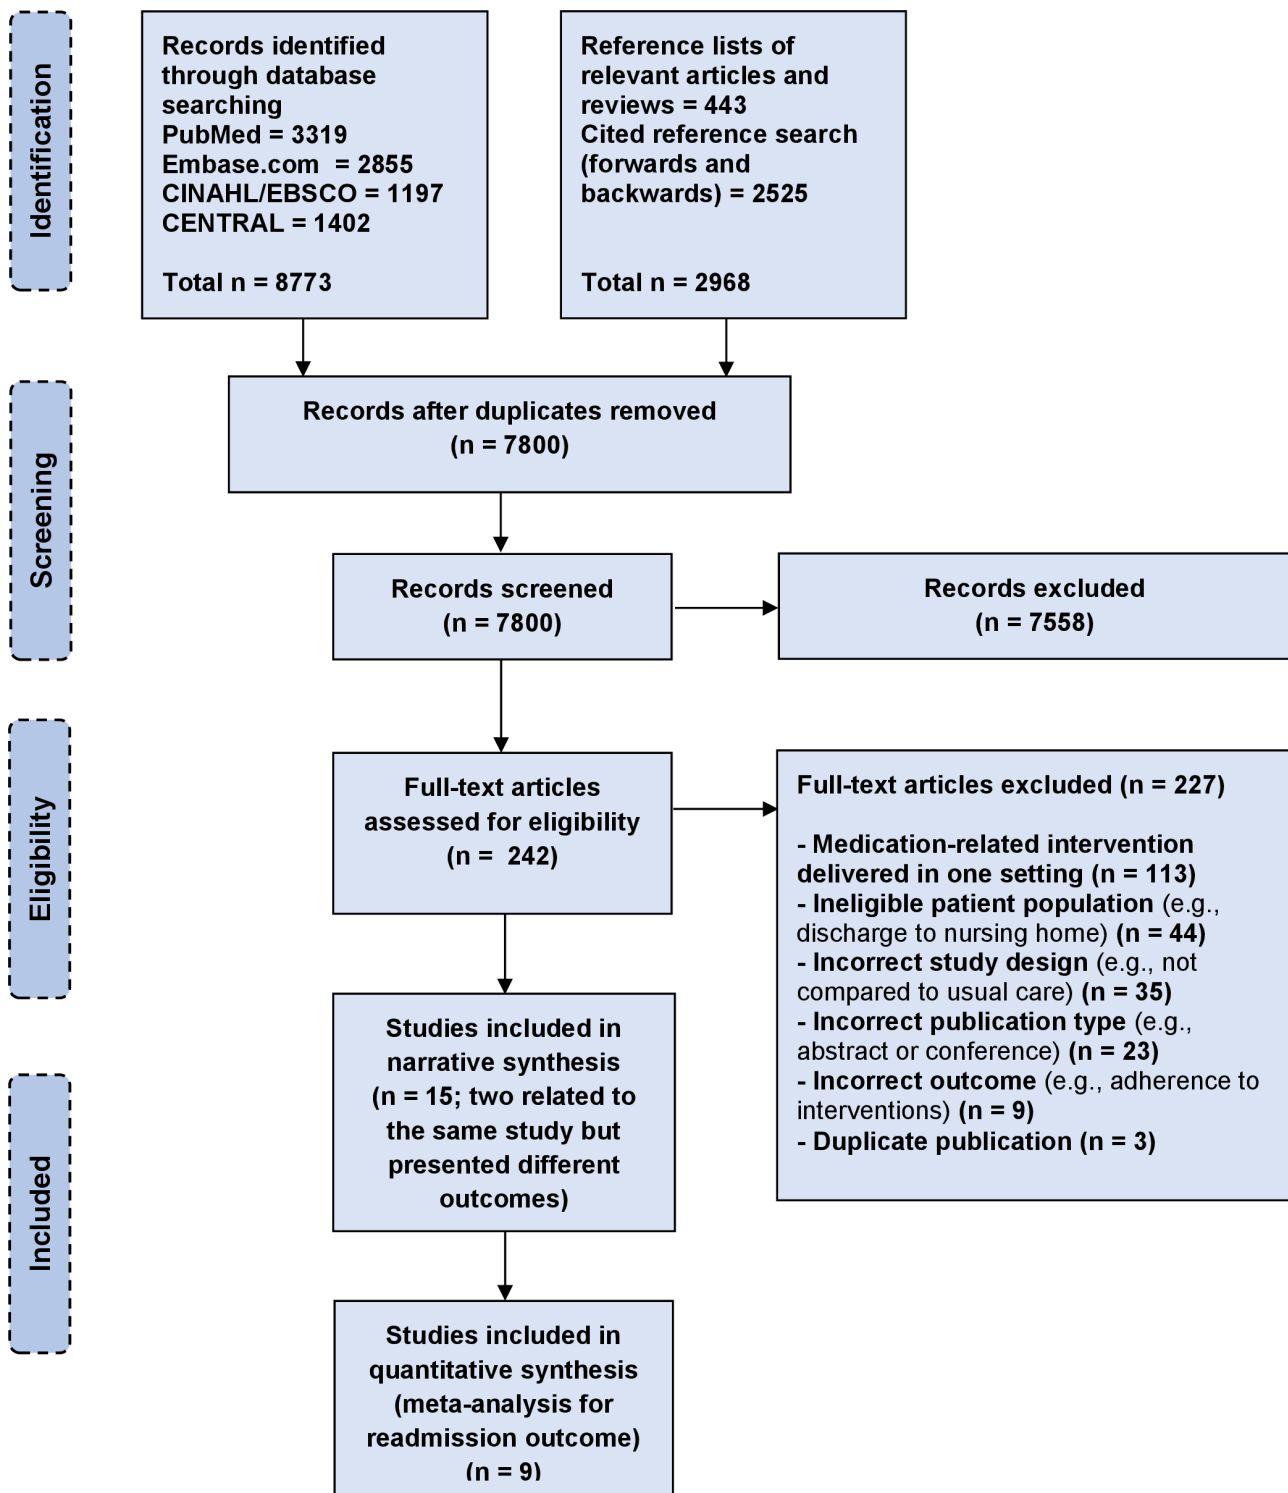 Identification
Records identified
through database
searching
PubMed = 3319
Embase.com = 2855
CINAHL/EBSCO = 1197
CENTRAL = 1402
Total n = 8773
Reference lists of
relevant articles and
reviews = 443
Cited reference search
(forwards and
backwards) = 2525
Total n = 2968
Screening
Records after duplicates removed
(n = 7800)
Records screened
(n = 7800)
Records excluded
(n = 7558)
Eligibility
Full-text articles
assessed for eligibility
(n = 242)
Full-text articles excluded (n = 227)
- Medication-related intervention
delivered in one setting (n = 113)
- Ineligible patient population (e.g.,
discharge to nursing home) (n = 44)
- Incorrect study design (e.g., not
compared to usual care) (n = 35)
- Incorrect publication type (e.g.,
abstract or conference) (n = 23)
- Incorrect outcome (e.g., adherence to
interventions) (n = 9)
- Duplicate publication (n = 3)
Included
Studies included in
narrative synthesis
(n = 15; two related to
the same study but
presented different
outcomes)
Studies included in
quantitative synthesis
(meta-analysis for
readmission outcome)
(n = 9)